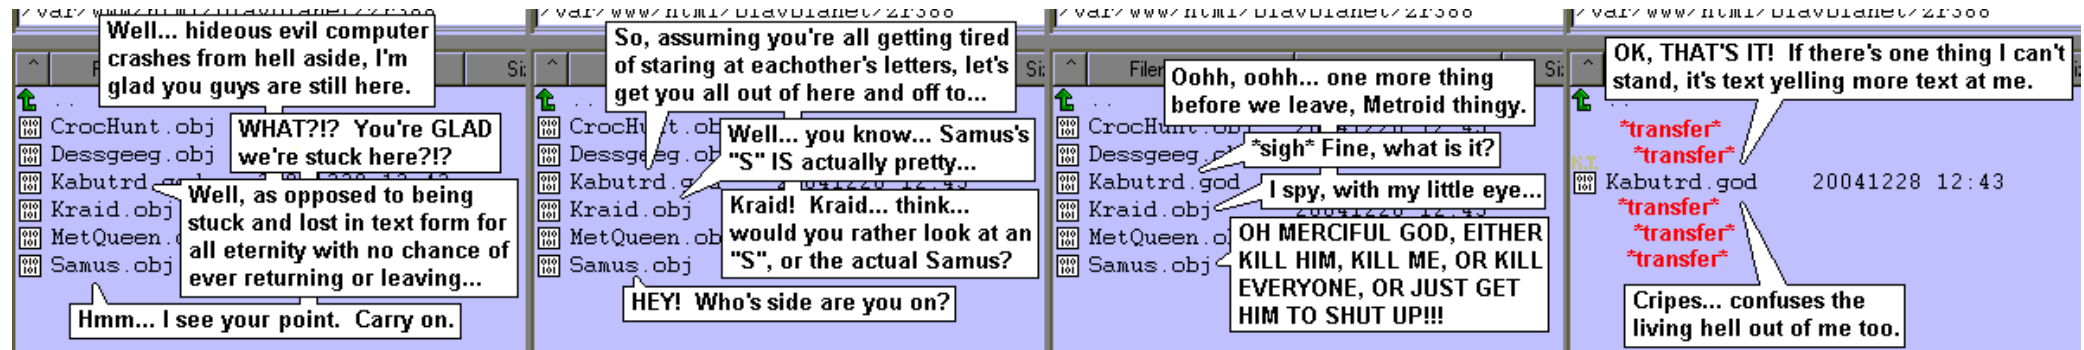 Well... hideous evil computer
crashes from hell aside, I'm
glad you guys are still here.
WHAT?!? You're GLAD
we're stuck here?!?
Well, as opposed to being
stuck and lost in text form for
all eternity with no chance of
ever returning or leaving...
Hmm... I see your point. Carry on.
^
..
CrocHunt.obj
Dessgeeg.obj
Kraid.obj
Samus.obj
So, assuming you're all getting tired
of staring at eachother's letters, let's
get you all out of here and off to...
Well... you know... Samus's
"S" IS actually pretty...
Kraid! Kraid... think...
would you rather look at an
"S", or the actual Samus?
HEY! Who's side are you on?
^
..
Kraid.obj
Samus.obj
Oohh, oohh... one more thing
before we leave, Metroid thingy.
*sigh* Fine, what is it?
I spy, with my little eye...
OH MERCIFUL GOD, EITHER
KILL HIM, KILL ME, OR KILL
EVERYONE, OR JUST GET
HIM TO SHUT UP!!!
^
..
Kabutrd.god
Kraid.obj
Samus.obj
OK, THAT'S IT! If there's one thing I can't
stand, it's text yelling more text at me.
^
*transfer*
*transfer*
K.T.
Kabutrd.god 20041228 12:43
*transfer*
*transfer*
*transfer*
Cripes... confuses the
living hell out of me too.